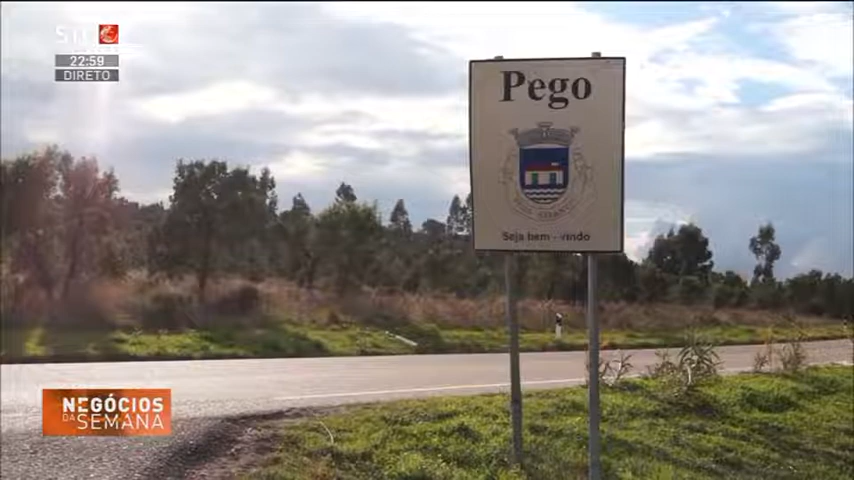 SIC
22:59
DIRETO
Pego
Seja bem-vindo
NEGÓCIOS
DA SEMANA